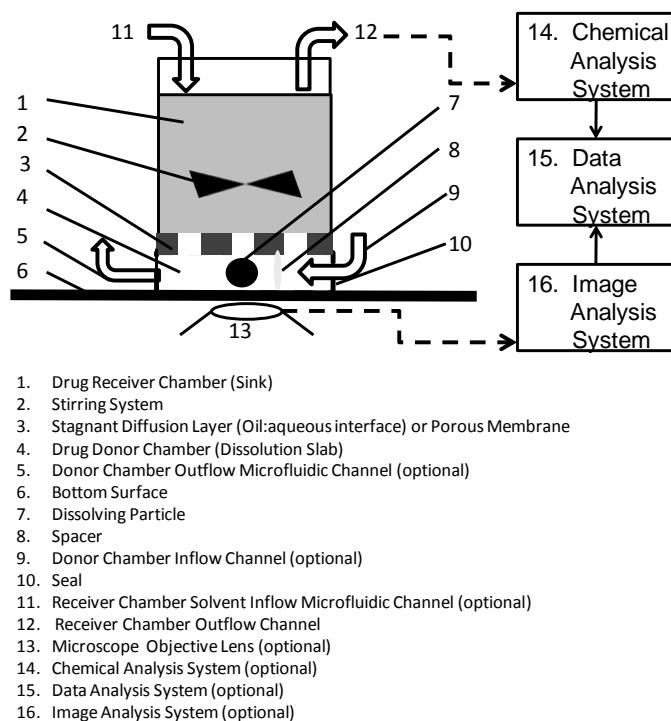 11
12
14. Chemical
Analysis
System
1
7
2
8
15. Data
Analysis
System
3
9
4
10
5
6
16. Image
Analysis
System
13
1. Drug Receiver Chamber (Sink)
2. Stirring System
3. Stagnant Diffusion Layer (Oil:aqueous interface) or Porous Membrane
4. Drug Donor Chamber (Dissolution Slab)
5. Donor Chamber Outflow Microfluidic Channel (optional)
6. Bottom Surface
7. Dissolving Particle
8. Spacer
9. Donor Chamber Inflow Channel (optional)
10. Seal
11. Receiver Chamber Solvent Inflow Microfluidic Channel (optional)
12. Receiver Chamber Outflow Channel
13. Microscope Objective Lens (optional)
14. Chemical Analysis System (optional)
15. Data Analysis System (optional)
16. Image Analysis System (optional)